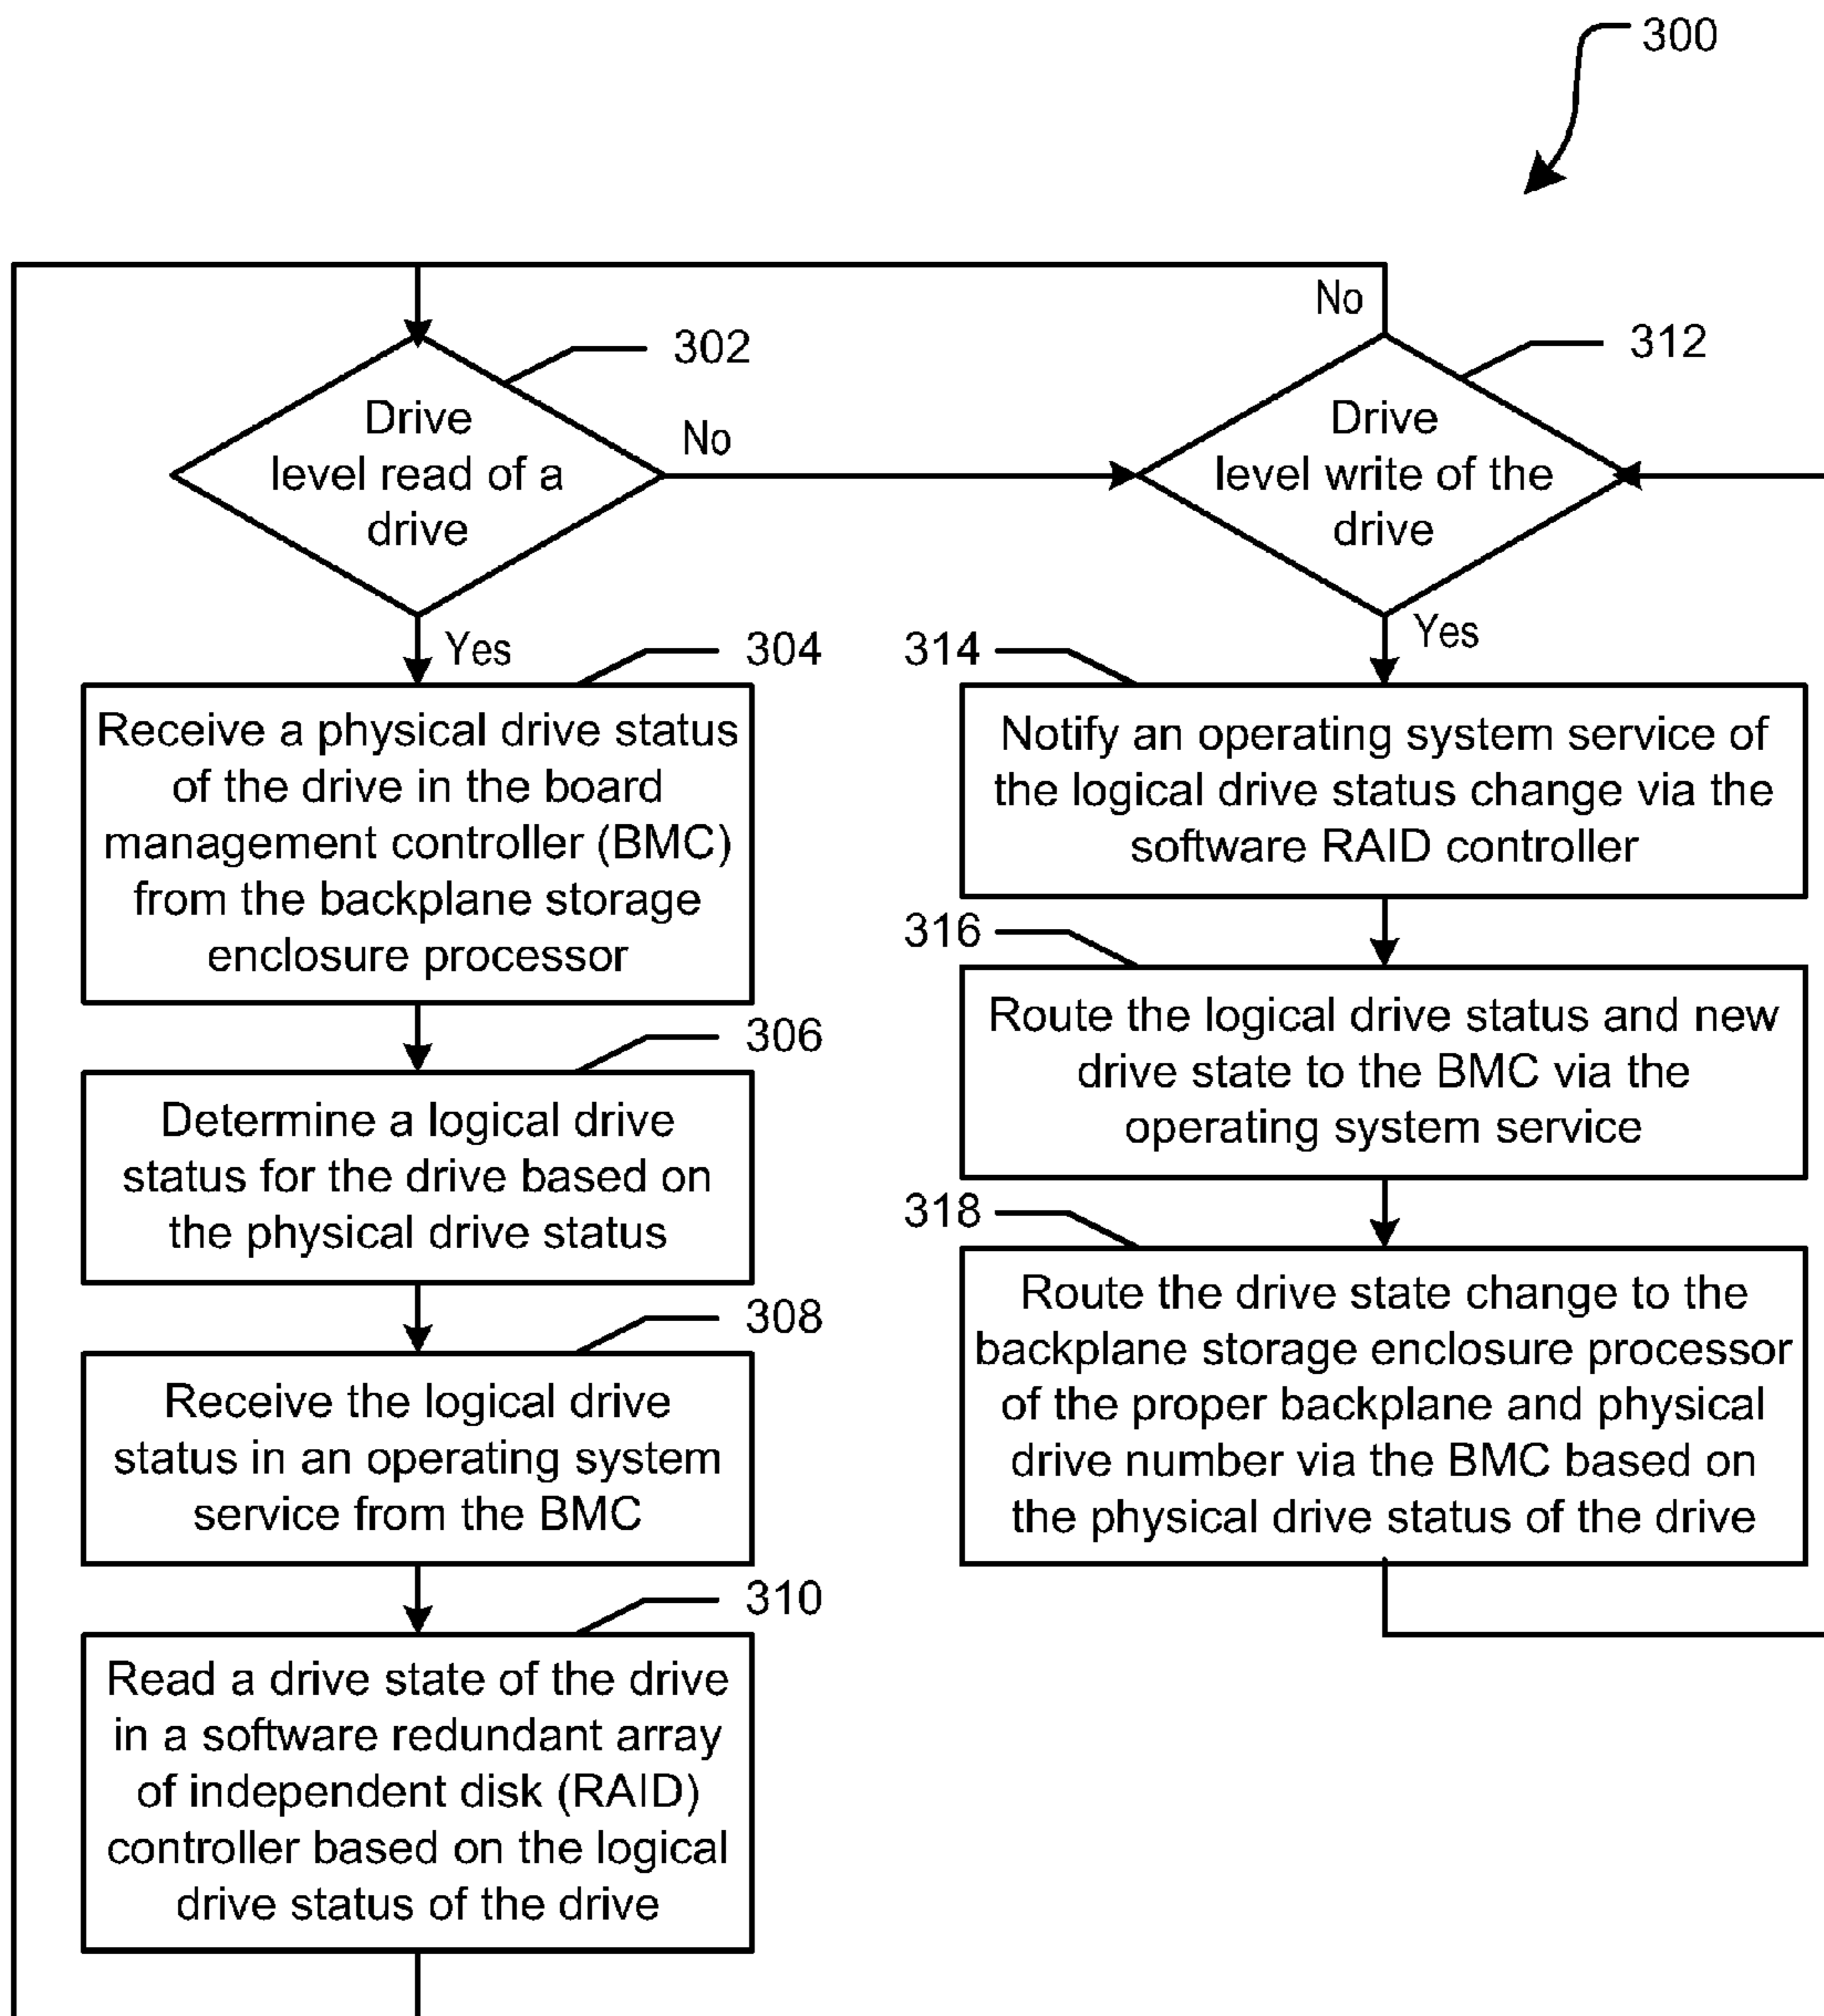 300
No
302
312
Drive
level read of a
drive
No
Drive
level write of the
drive
Yes
304
Receive a physical drive status
of the drive in the board
management controller (BMC)
from the backplane storage
enclosure processor
306
Determine a logical drive
status for the drive based on
the physical drive status
308
Receive the logical drive
status in an operating system
service from the BMC
310
Read a drive state of the drive
in a software redundant array
of independent disk (RAID)
controller based on the logical
drive status of the drive
Yes
314
Notify an operating system service of
the logical drive status change via the
software RAID controller
316
Route the logical drive status and new
drive state to the BMC via the
operating system service
318
Route the drive state change to the
backplane storage enclosure processor
of the proper backplane and physical
drive number via the BMC based on
the physical drive status of the drive